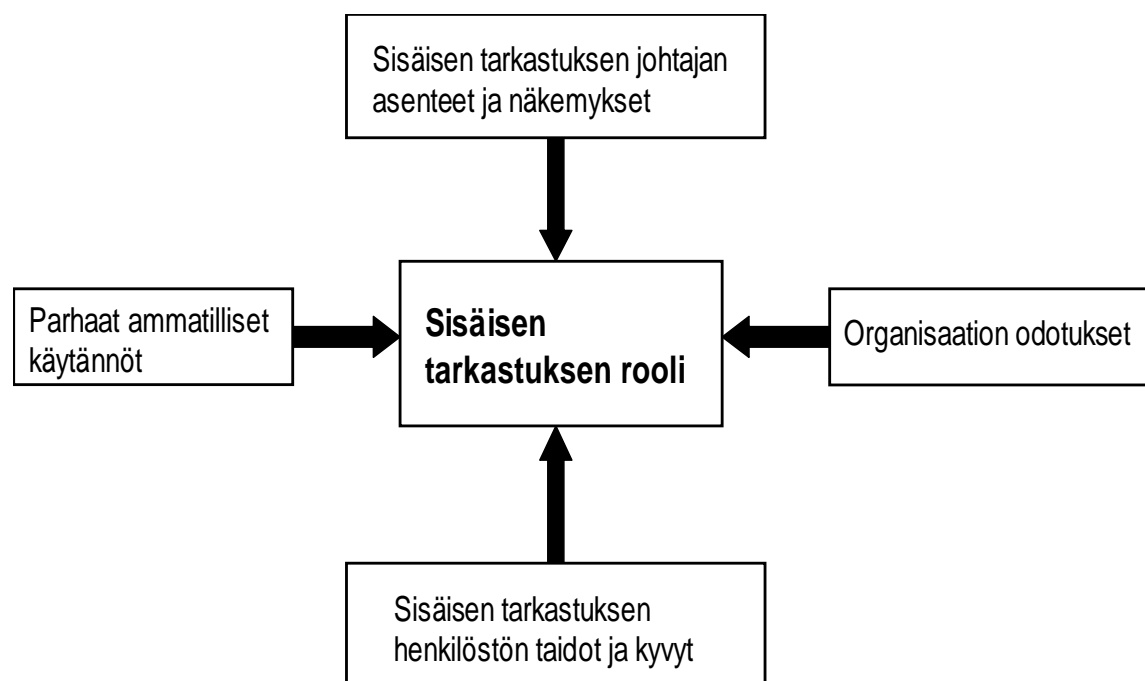 Sisäisen tarkastuksen johtajan
asenteet ja näkemykset
Parhaat ammatilliset
käytännöt
Sisäisen
tarkastuksen rooli
Organisaation odotukset
Sisäisen tarkastuksen
henkilöstön taidot ja kyvyt